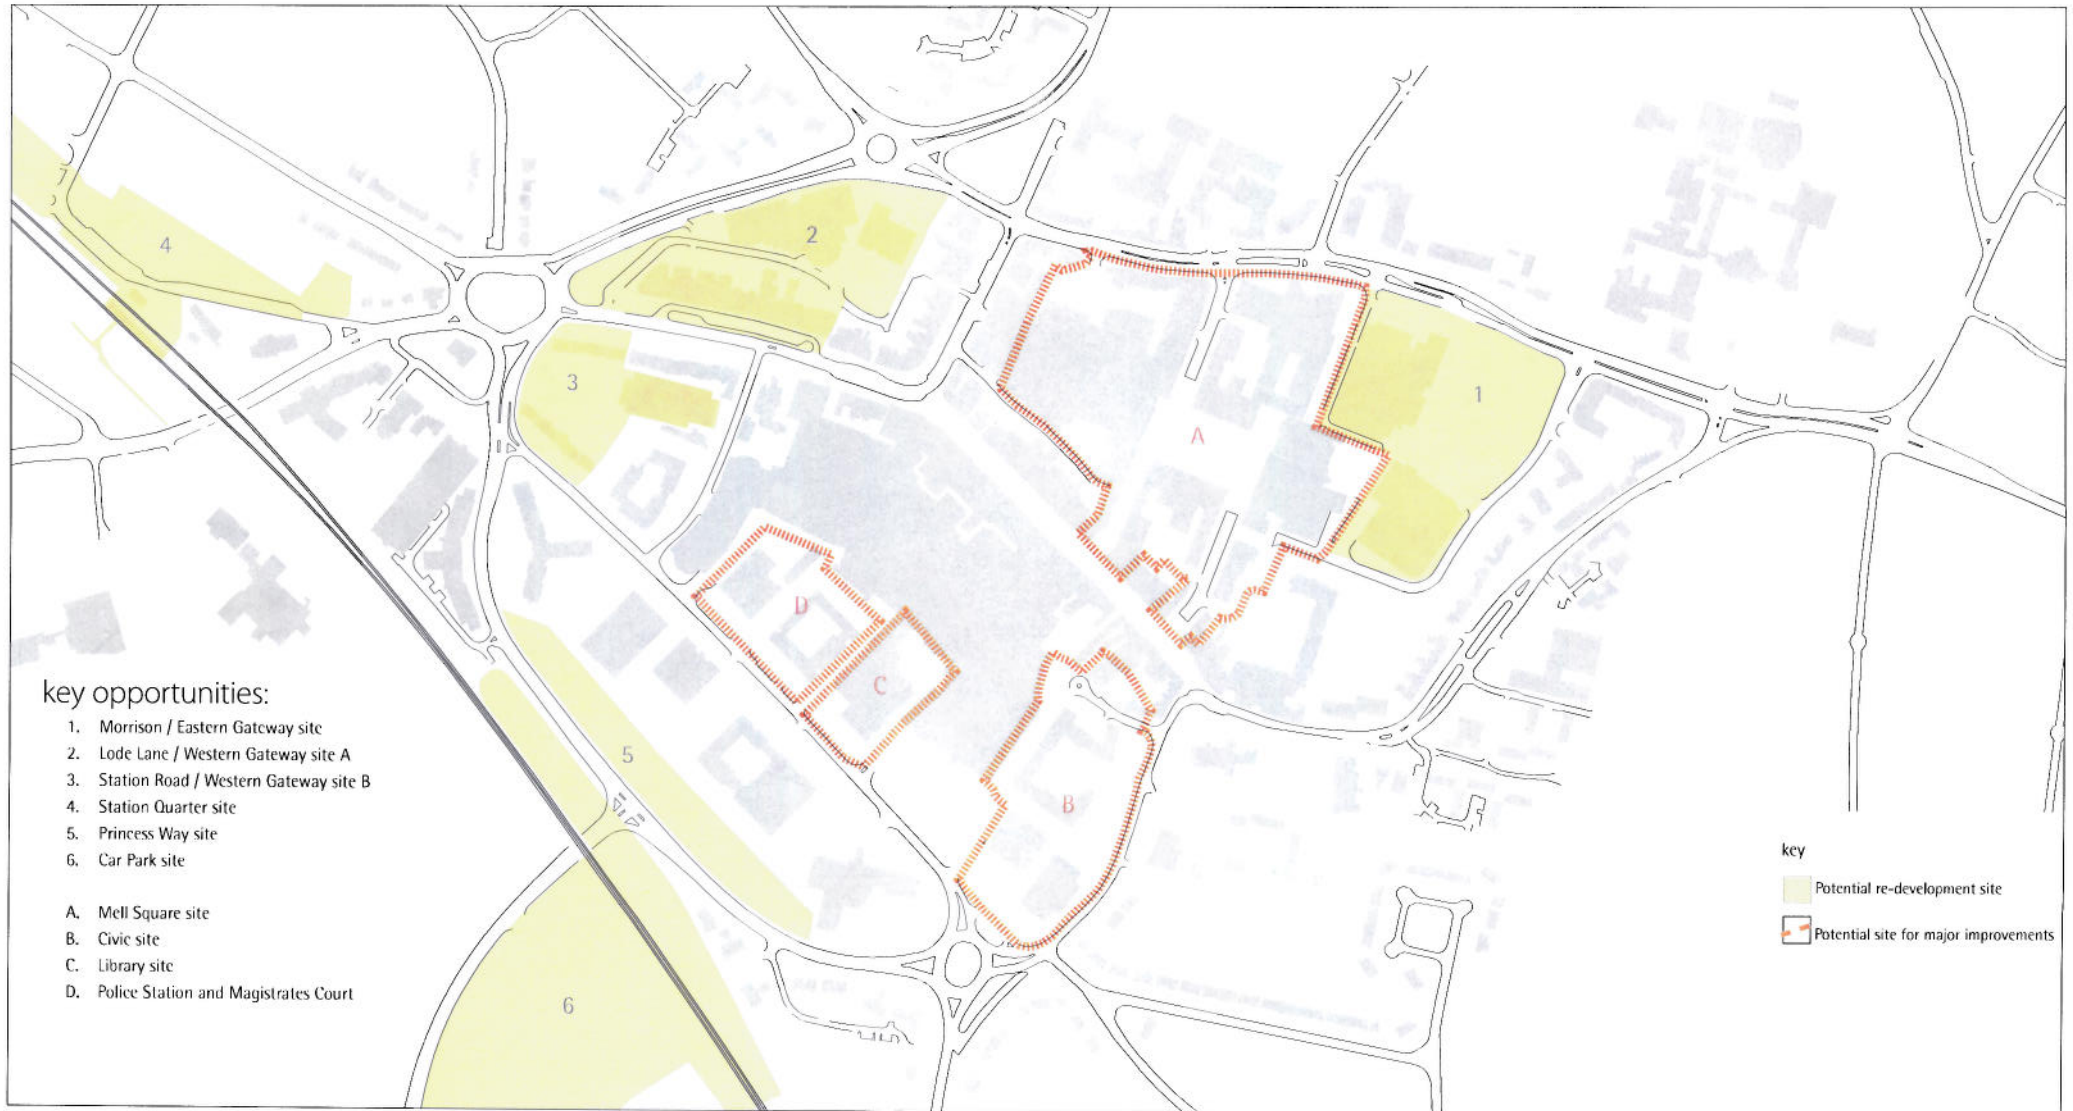 4
2
3
1
A
D
C
B
5
6
key opportunities:
1. Morrison / Eastern Gateway site
2. Lode Lane / Western Gateway site A
3. Station Road / Western Gateway site B
4. Station Quarter site
5. Princess Way site
6. Car Park site
A. Mell Square site
B. Civic site
C. Library site
D. Police Station and Magistrates Court
key
Potential re-development site
Potential site for major improvements